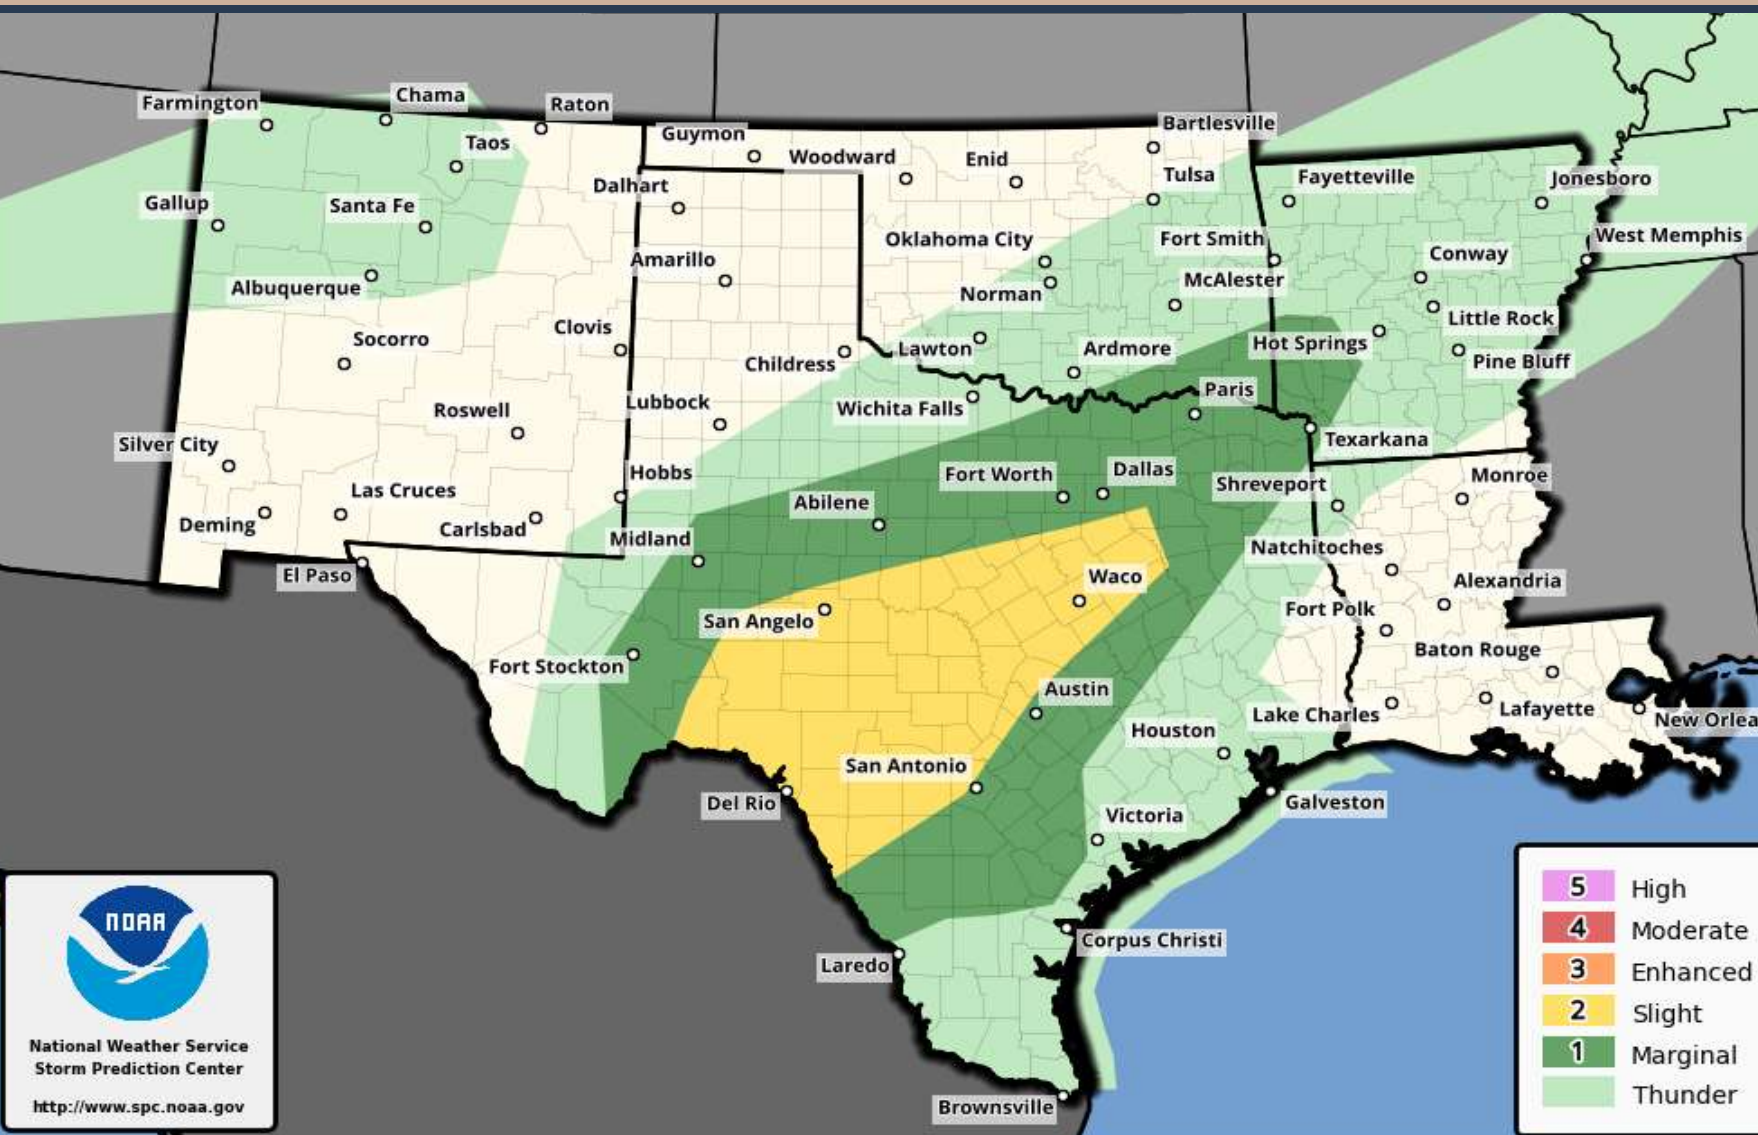 Farmington
Chama
Raton
Taos
Guymon
Woodward
Enid
Bartlesville
Tulsa
Dalhart
Fayetteville
Jonesboro
Gallup
Santa Fe
Oklahoma City
Fort Smith
West Memphis
Amarillo
Conway
Albuquerque
Norman
McAlester
Little Rock
Clovis
Socorro
Childress
Lawton
Ardmore
Hot Springs
Pine Bluff
Roswell
Lubbock
Wichita Falls
Paris
Silver City
Texarkana
Hobbs
Fort Worth
Dallas
Shreveport
Monroe
Las Cruces
Abilene
Deming
Carlsbad
Midland
Natchitoches
El Paso
Waco
Alexandria
San Angelo
Fort Polk
Baton Rouge
Fort Stockton
Austin
Lake Charles
Lafayette
New Orlea
Houston
San Antonio
Del Rio
Galveston
Victoria
Corpus Christi
Laredo
Brownsville
NOAA
National Weather Service
Storm Prediction Center
http://www.spc.noaa.gov
5 High
4 Moderate
3 Enhanced
2 Slight
1 Marginal
Thunder